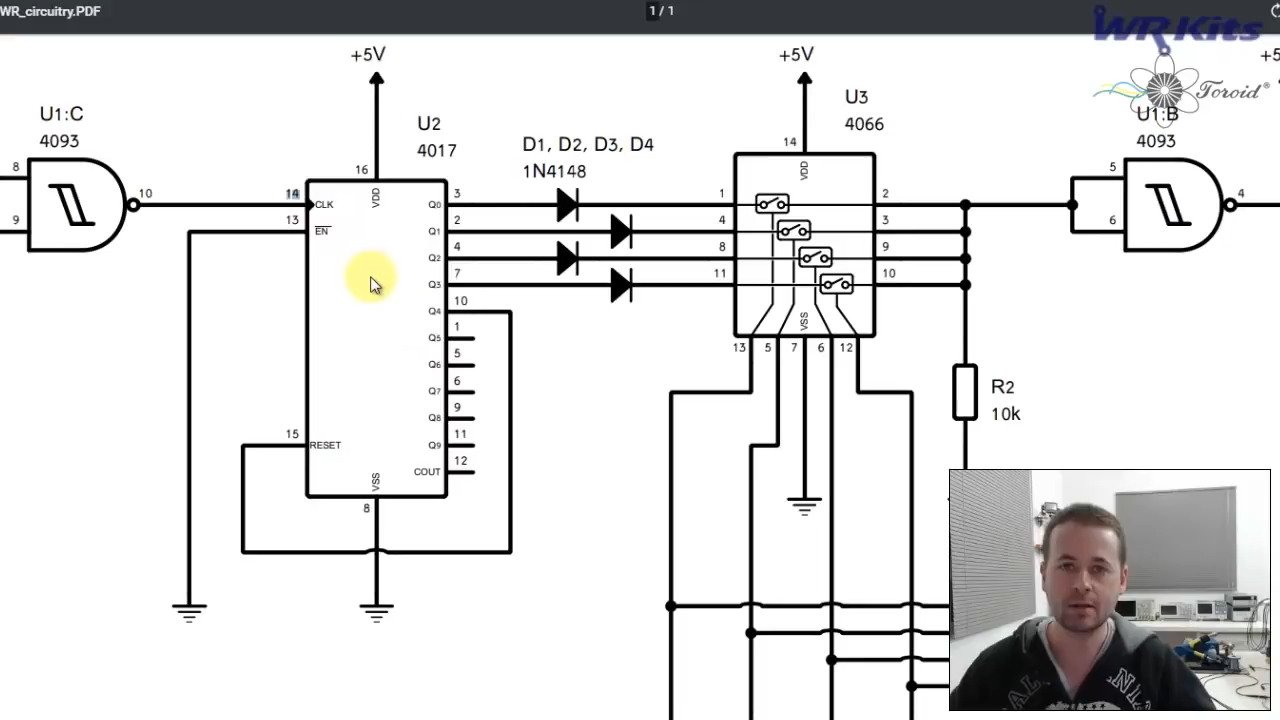 WR_circuitry.PDF
1 / 1
WR Kits
Toroid®
+5V
+5V
+5
U1:C
4093
U2
4017
D1, D2, D3, D4
1N4148
U3
4066
U1:B
4093
8
9
10
16
14
13
15
8
VDD
CLK
EN
RESET
VSS
Q0
Q1
Q2
Q3
Q4
Q5
Q6
Q7
Q8
Q9
COUT
3
2
4
7
10
1
5
6
9
11
12
14
VDD
1
4
8
11
2
3
9
10
VSS
13
5
7
6
12
5
6
4
R2
10k
NIS